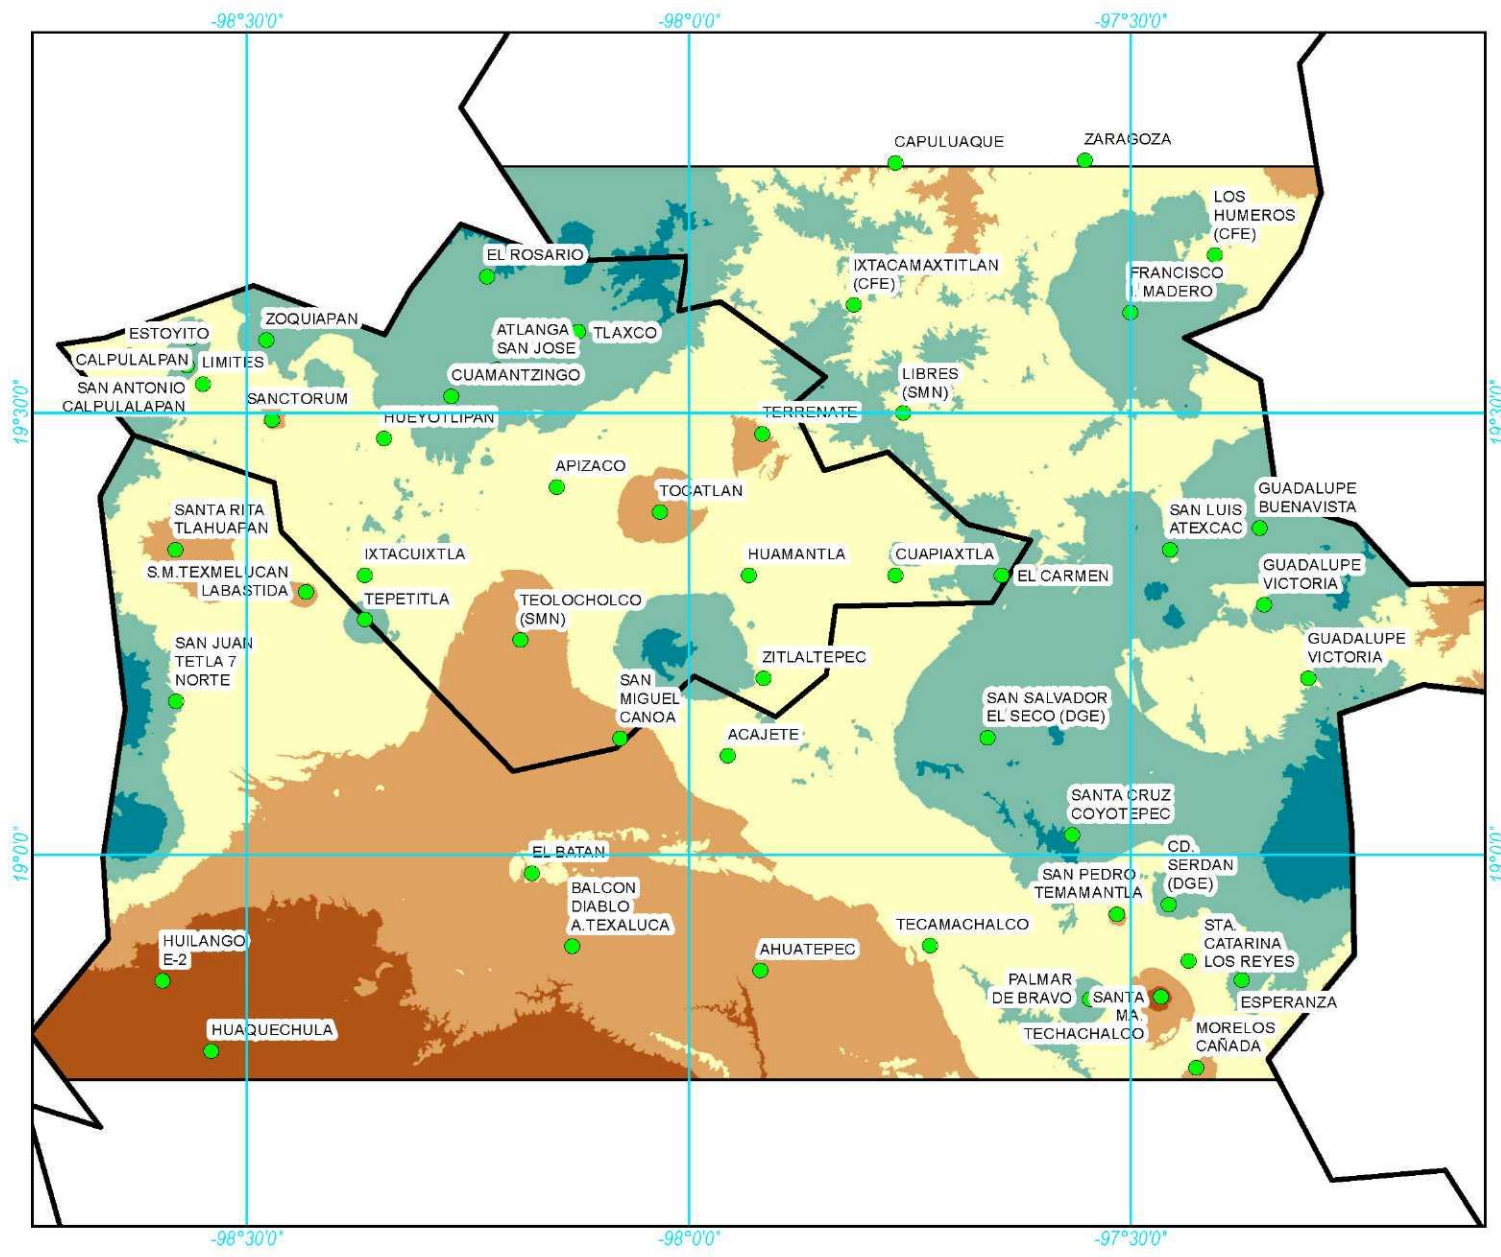 -98°30'0"
-98°0'0"
-97°30'0"
CAPULUAQUE
ZARAGOZA
LOS
HUMEROS
(CFE)
EL ROSARIO
IXTACAMAXTITLAN
(CFE)
FRANCISCO
I. MADERO
ESTOYITO
ZOQUIAPAN
ATLANGA
SAN JOSE
TLAXCO
CALPULALPAN
LIMITES
CUAMANTZINGO
LIBRES
(SMN)
SAN ANTONIO
CALPULALAPAN
SANCTORUM
HUEYOTLIPAN
TERRENATE
19°30'0"
19°30'0"
APIZACO
TOCATLAN
SANTA RITA
TLAHUAPAN
SAN LUIS
ATEXCAC
GUADALUPE
BUENAVISTA
IXTACUIXTLA
HUAMANTLA
CUAPIAXTLA
EL CARMEN
GUADALUPE
VICTORIA
S.M.TEXMELUCAN
LABASTIDA
TEPETITLA
TEOLOCHOLCO
(SMN)
SAN JUAN
TETLA 7
NORTE
ZITLALTEPEC
GUADALUPE
VICTORIA
SAN
MIGUEL
CANOA
SAN SALVADOR
EL SECO (DGE)
ACAJETE
SANTA CRUZ
COYOTEPEC
19°0'0"
19°0'0"
EL BATAN
CD.
SERDAN
(DGE)
BALCON
DIABLO
A.TEXALUCA
SAN PEDRO
TEMAMANTLA
TECAMACHALCO
STA.
CATARINA
LOS REYES
HUILANGO
E-2
AHUATEPEC
PALMAR
DE BRAVO
SANTA
MA.
TECHACHALCO
ESPERANZA
HUAQUECHULA
MORELOS
CAÑADA
-98°30'0"
-98°0'0"
-97°30'0"